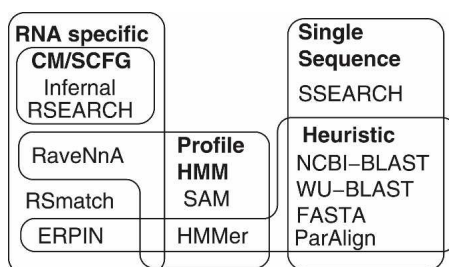 RNA specific
CM/SCFG
Infernal
RSEARCH
RaveNnA
RSmatch
ERPIN
Profile
HMM
SAM
HMMer
Single
Sequence
SSEARCH
Heuristic
NCBI−BLAST
WU−BLAST
FASTA
ParAlign